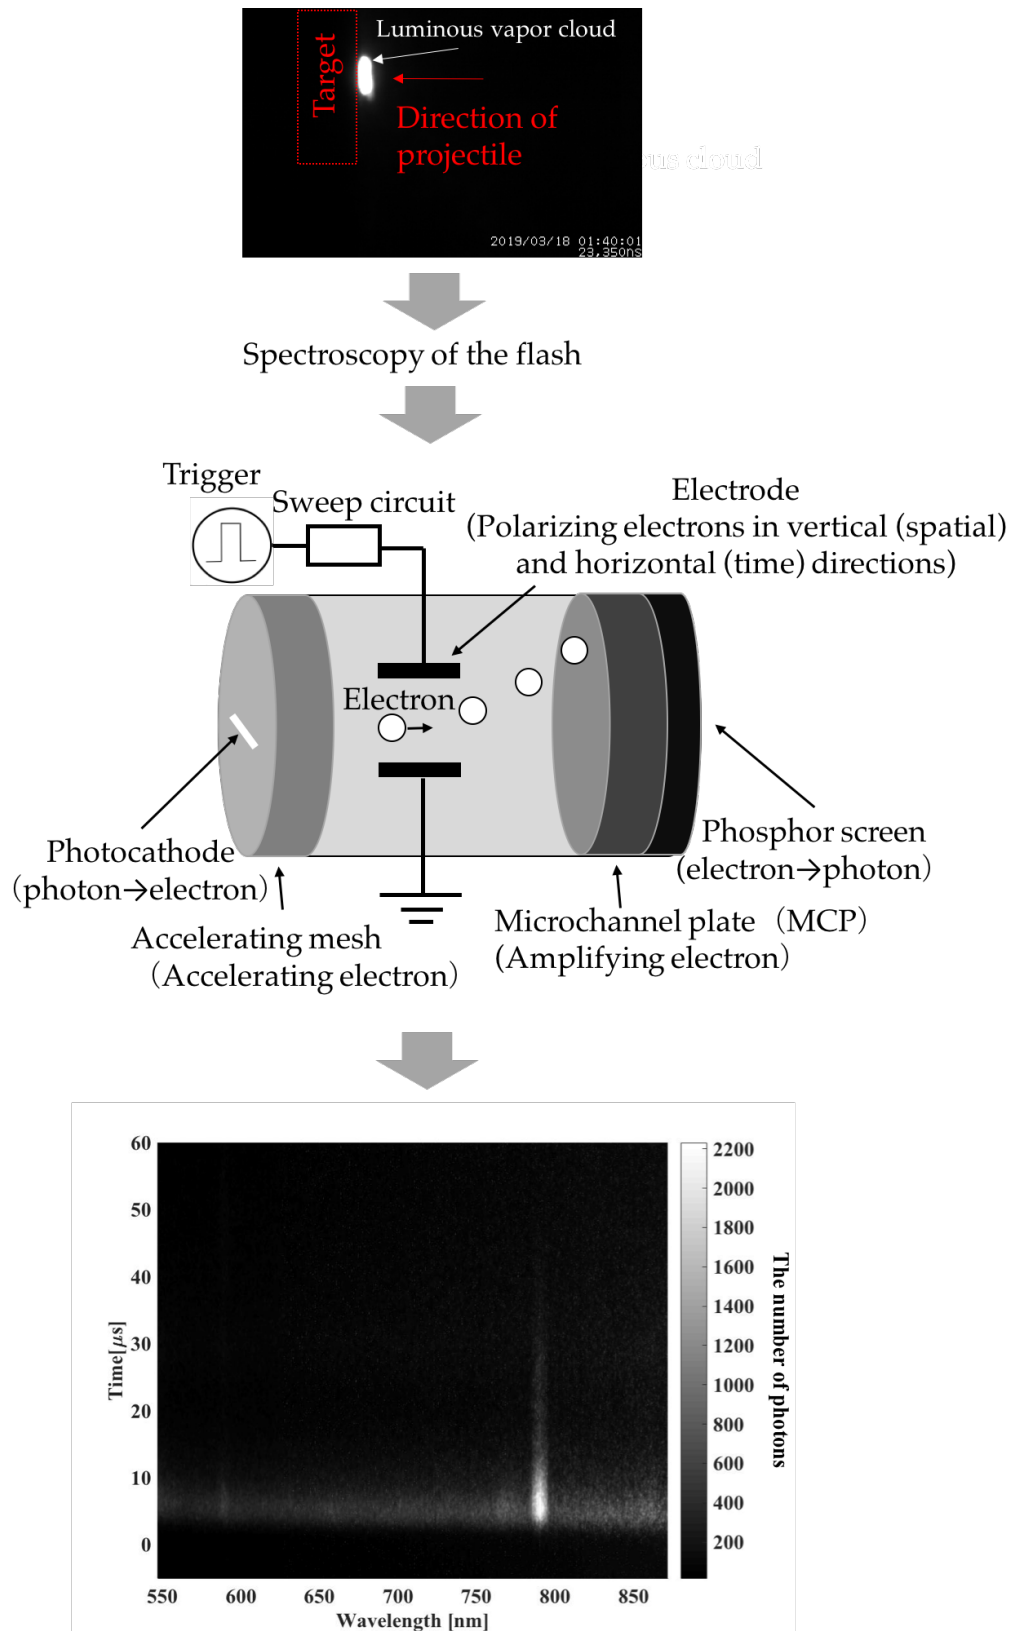 Luminous vapor cloud
Target
Direction of
projectile
us cloud
2019/03/18 01:40:01
23,350ns
Spectroscopy of the flash
Trigger
Sweep circuit
Electrode
(Polarizing electrons in vertical (spatial)
and horizontal (time) directions)
Electron
Photocathode
(photon→electron)
Phosphor screen
(electron→photon)
Accelerating mesh
(Accelerating electron)
Microchannel plate (MCP)
(Amplifying electron)
60
50
40
30
20
10
0
Time[μs]
550 600 650 700 750 800 850
Wavelength [nm]
2200
2000
1800
1600
1400
1200
1000
800
600
400
200
The number of photons